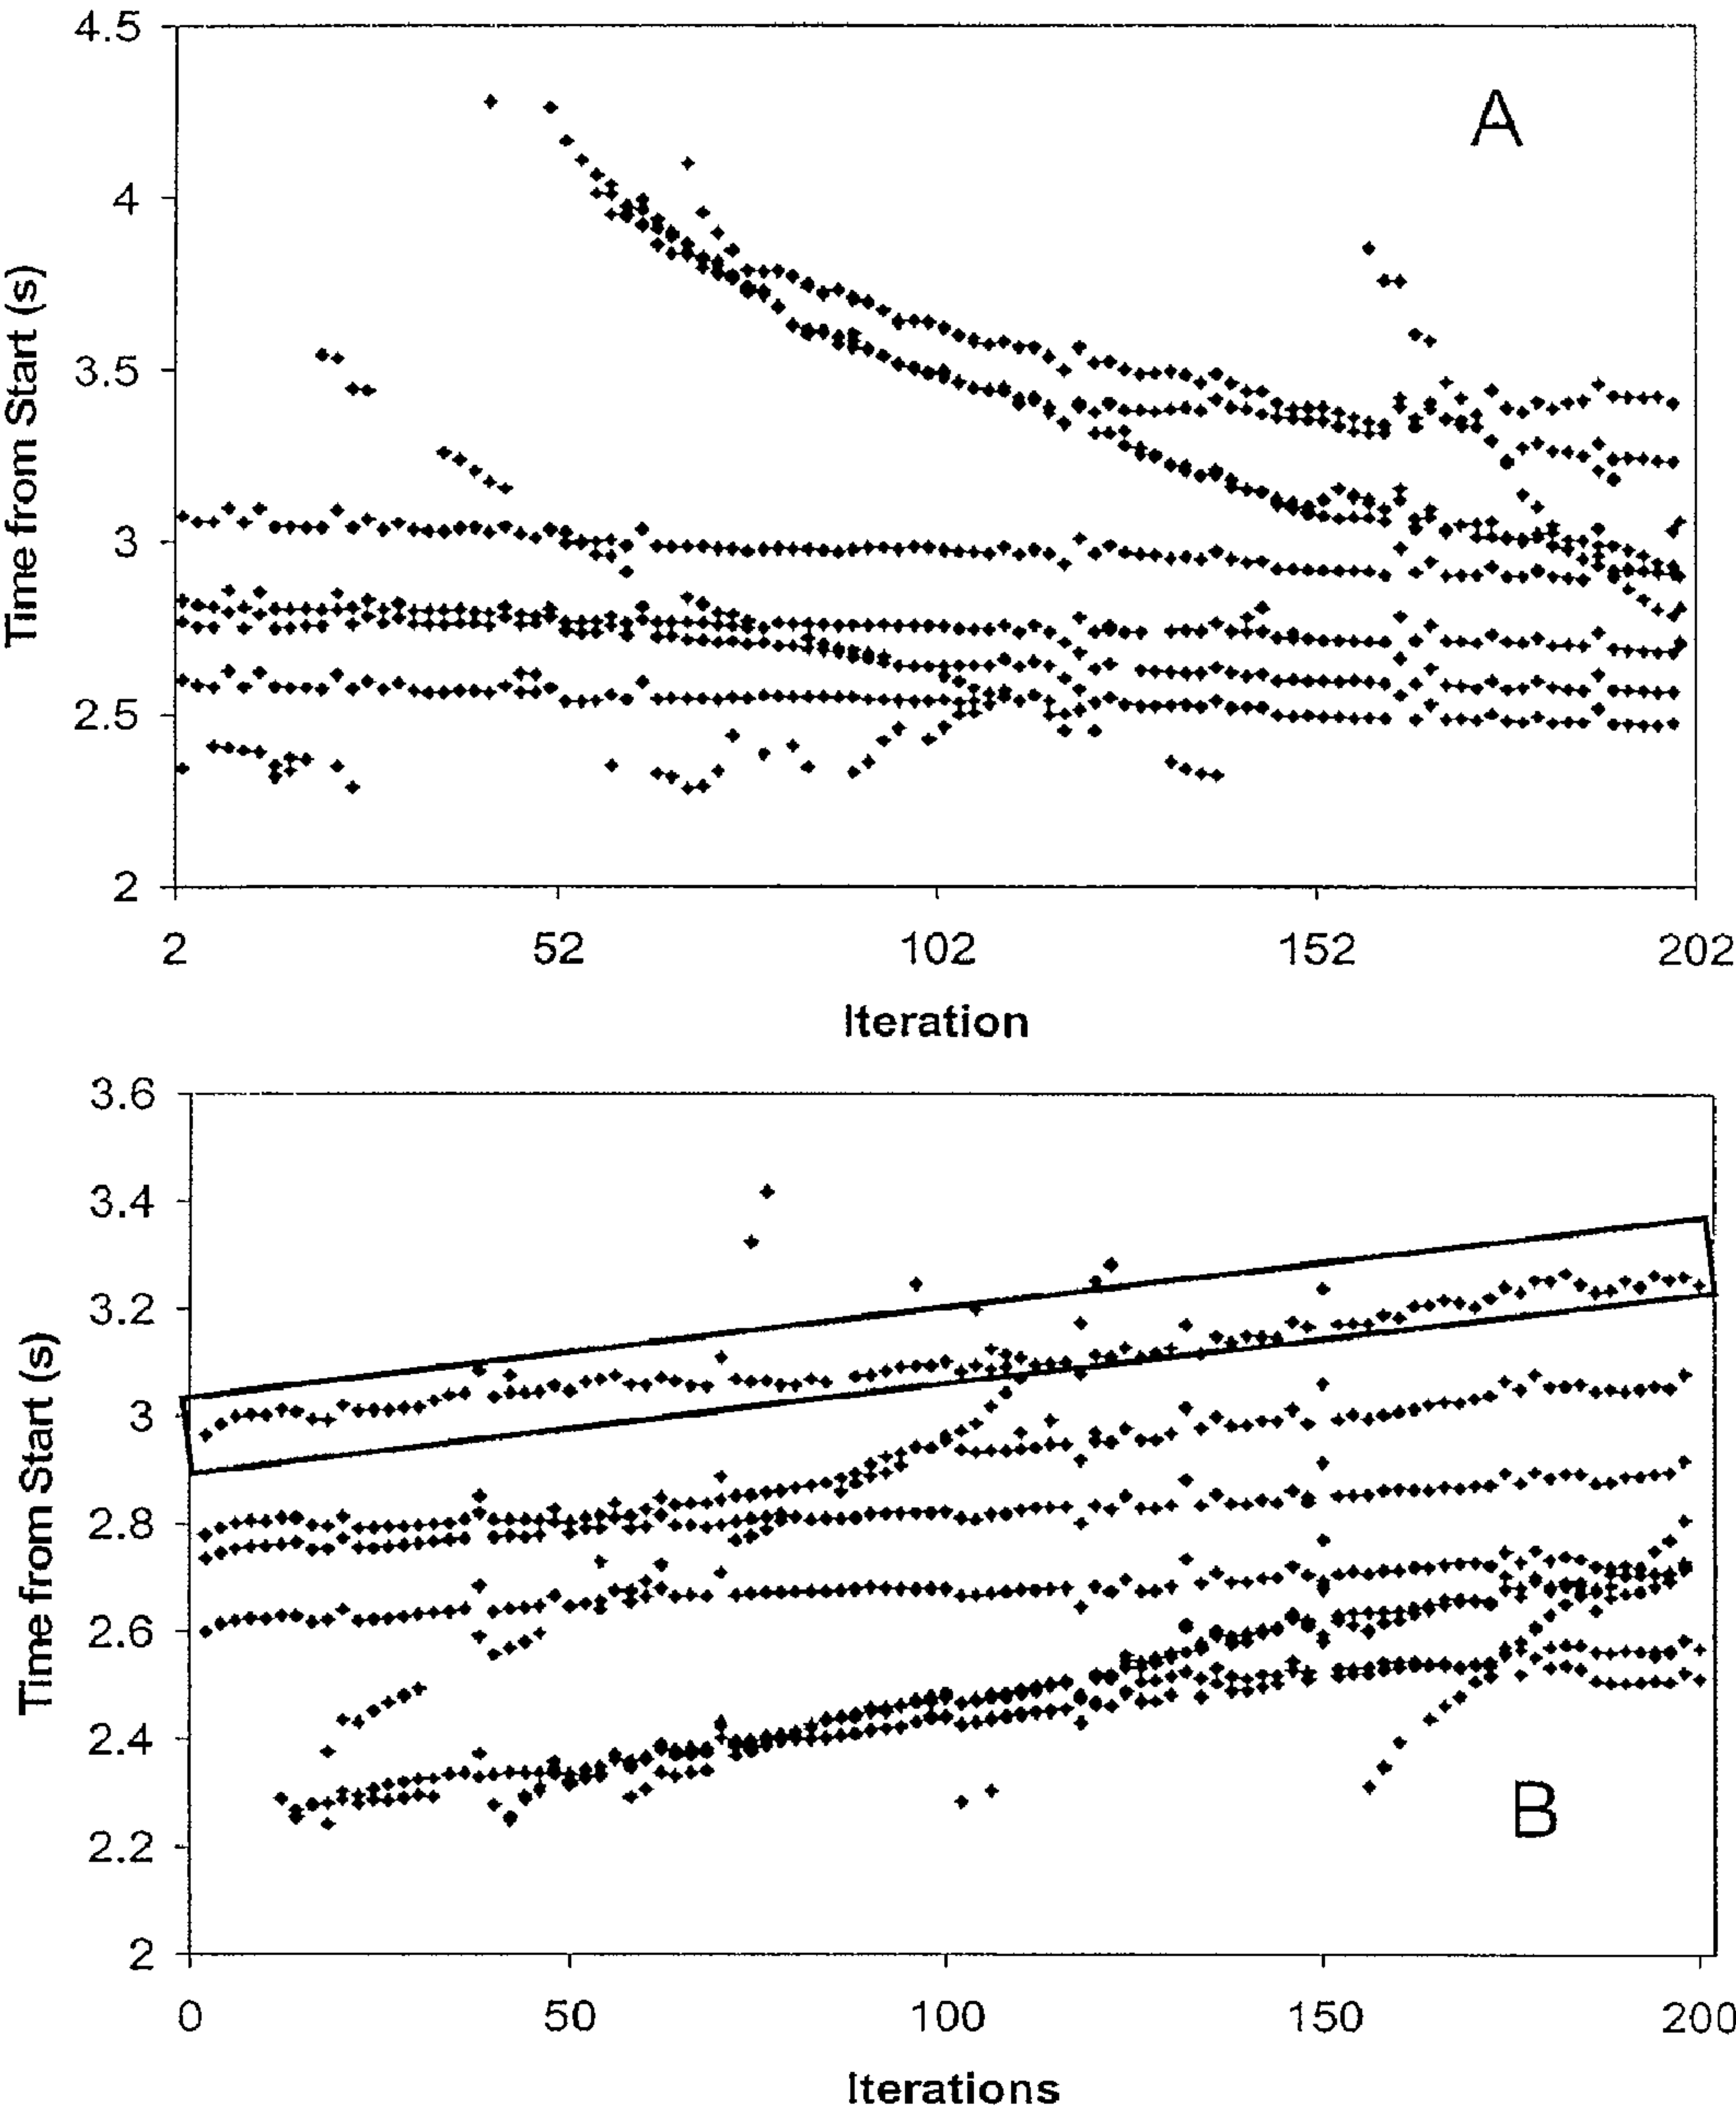 4.5
A
4
3.5
3
2.5
2
Time from Start (s)
2 52 102 152 202
Iteration
3.6
3.4
3.2
3
2.8
2.6
2.4
B
2.2
2
Time from Start (s)
0 50 100 150 200
Iterations